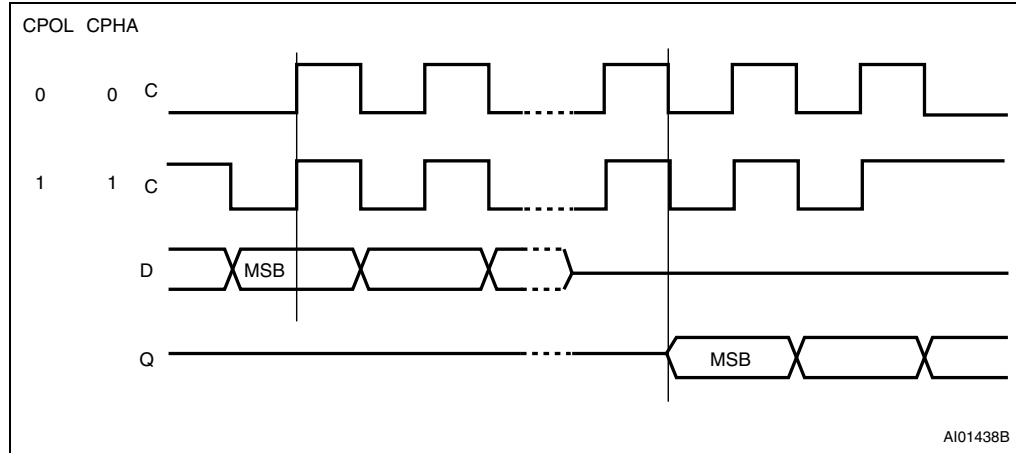 CPOL CPHA
0 0 C
1 1 C
D MSB
Q MSB
AI01438B